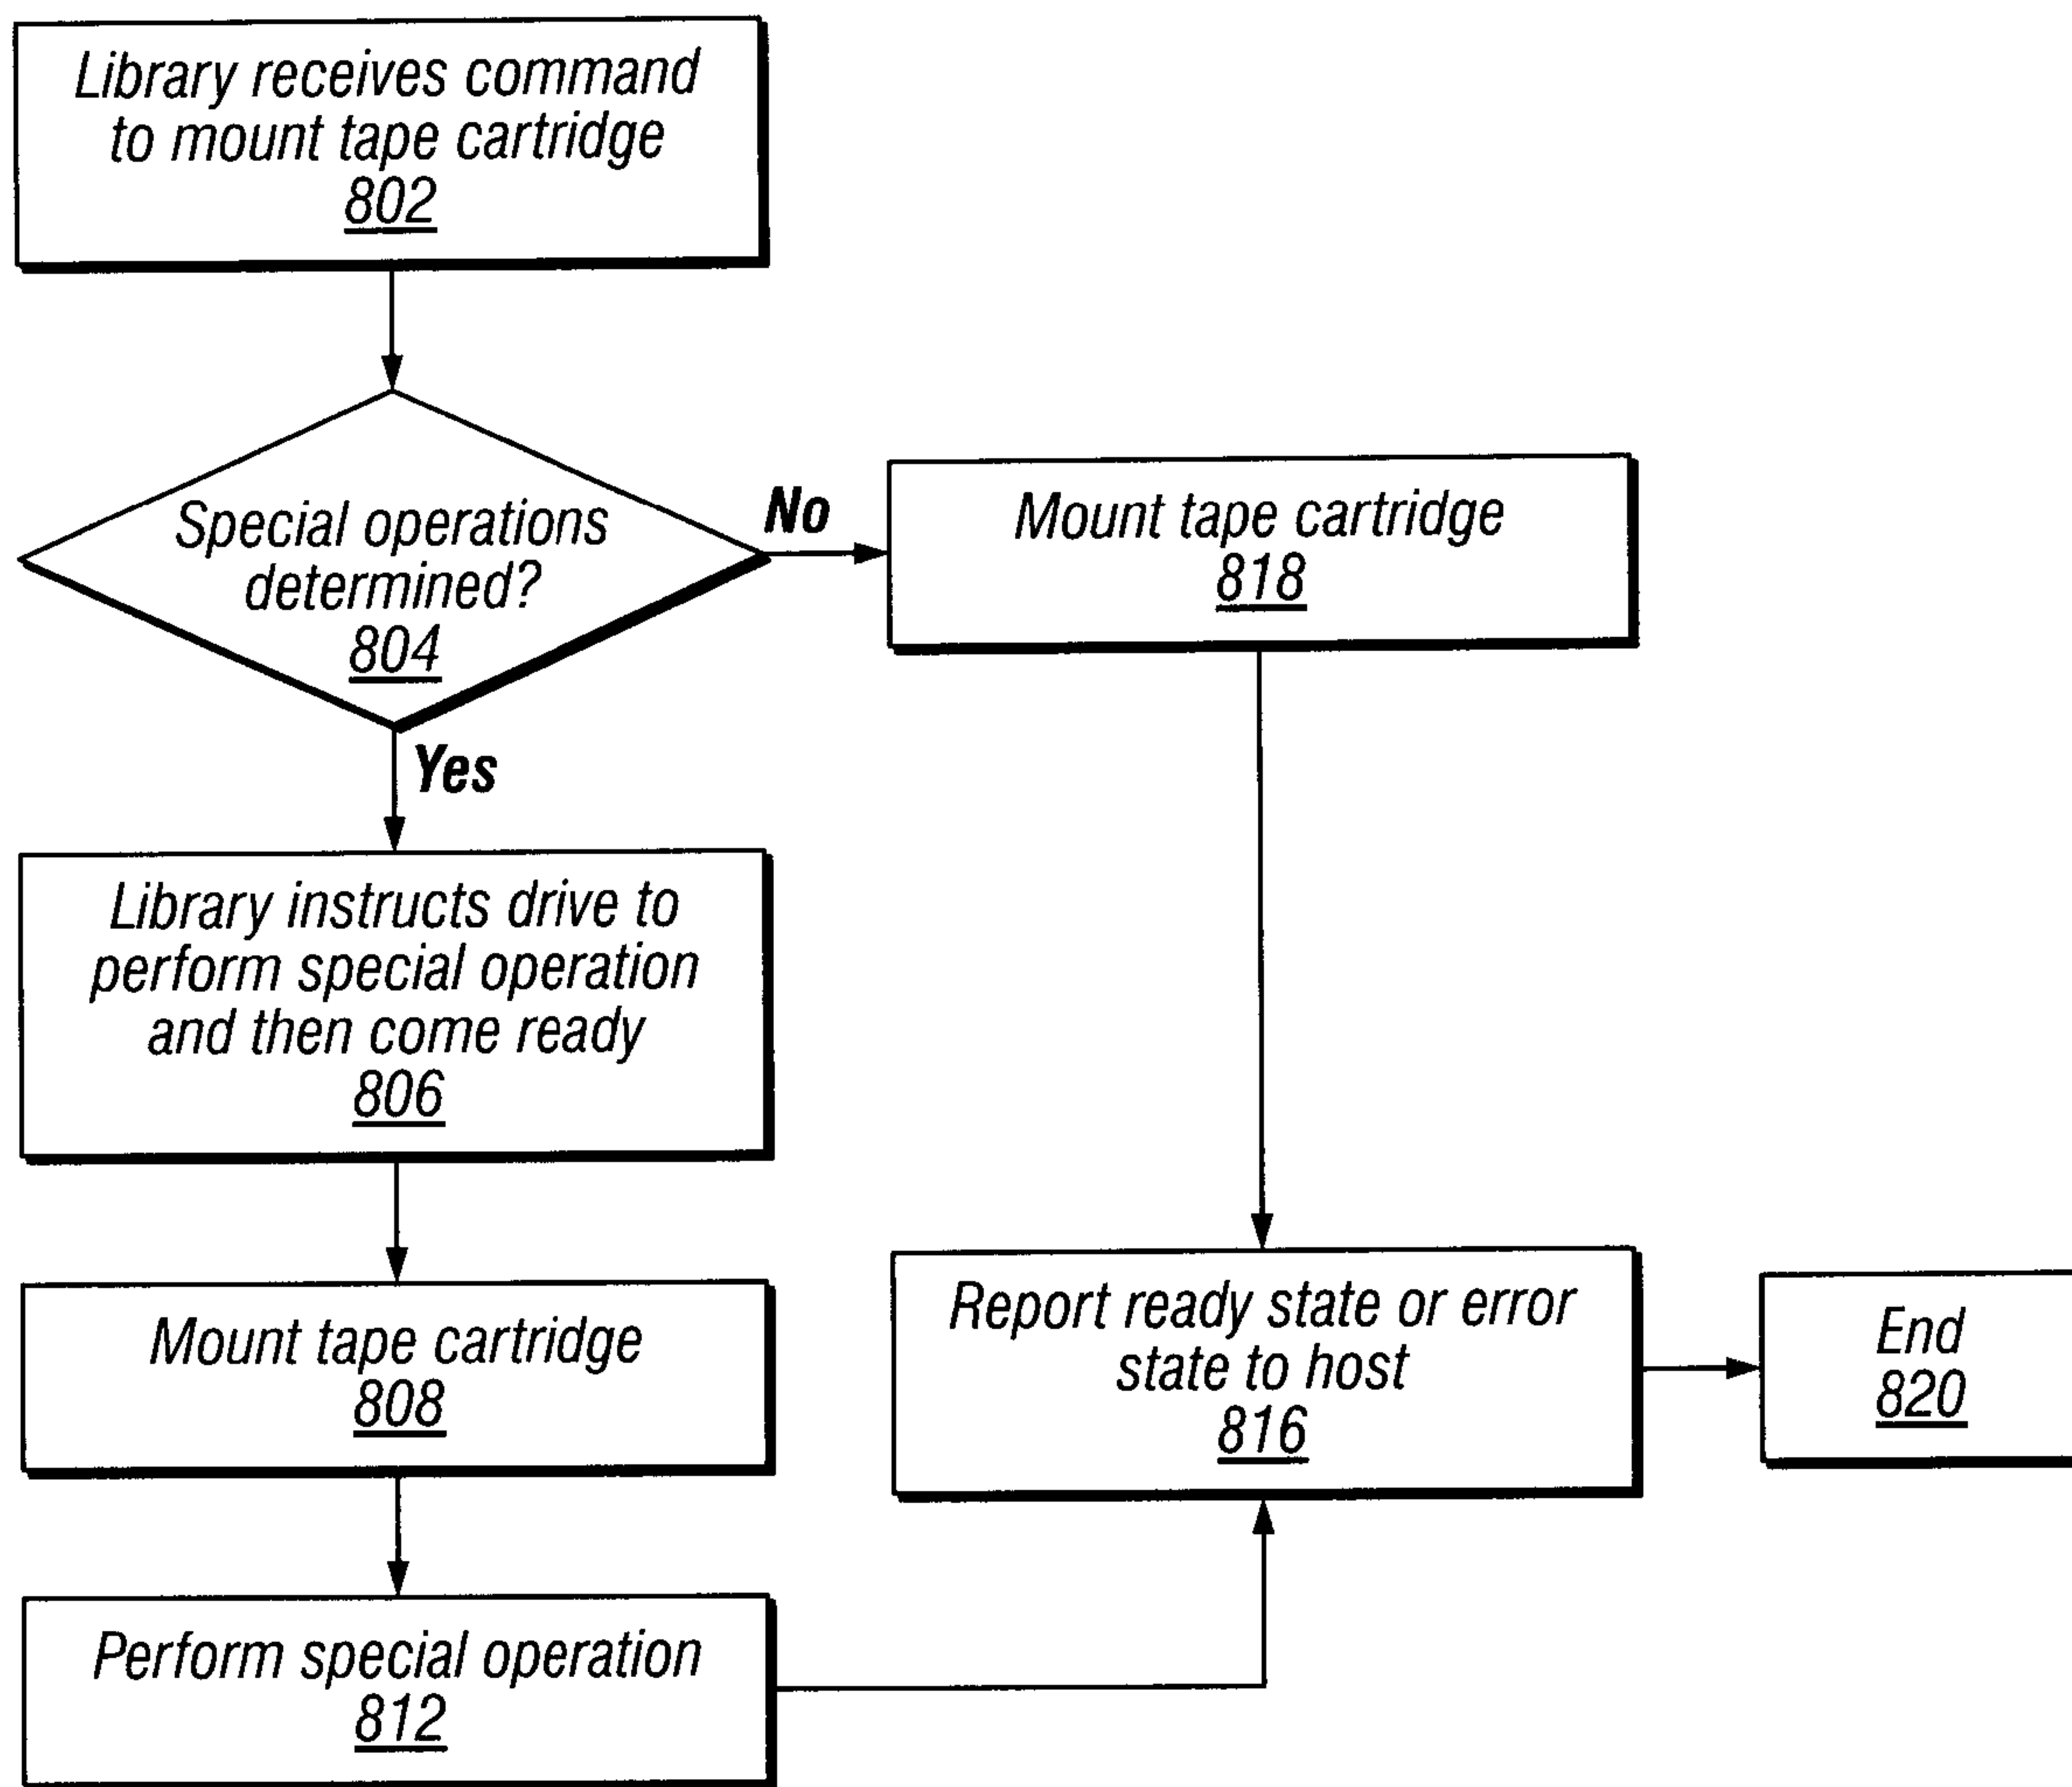 Library receives command
to mount tape cartridge
802
Special operations
determined?
804
No
Mount tape cartridge
818
Yes
Library instructs drive to
perform special operation
and then come ready
806
Mount tape cartridge
808
Report ready state or error
state to host
816
End
820
Perform special operation
812